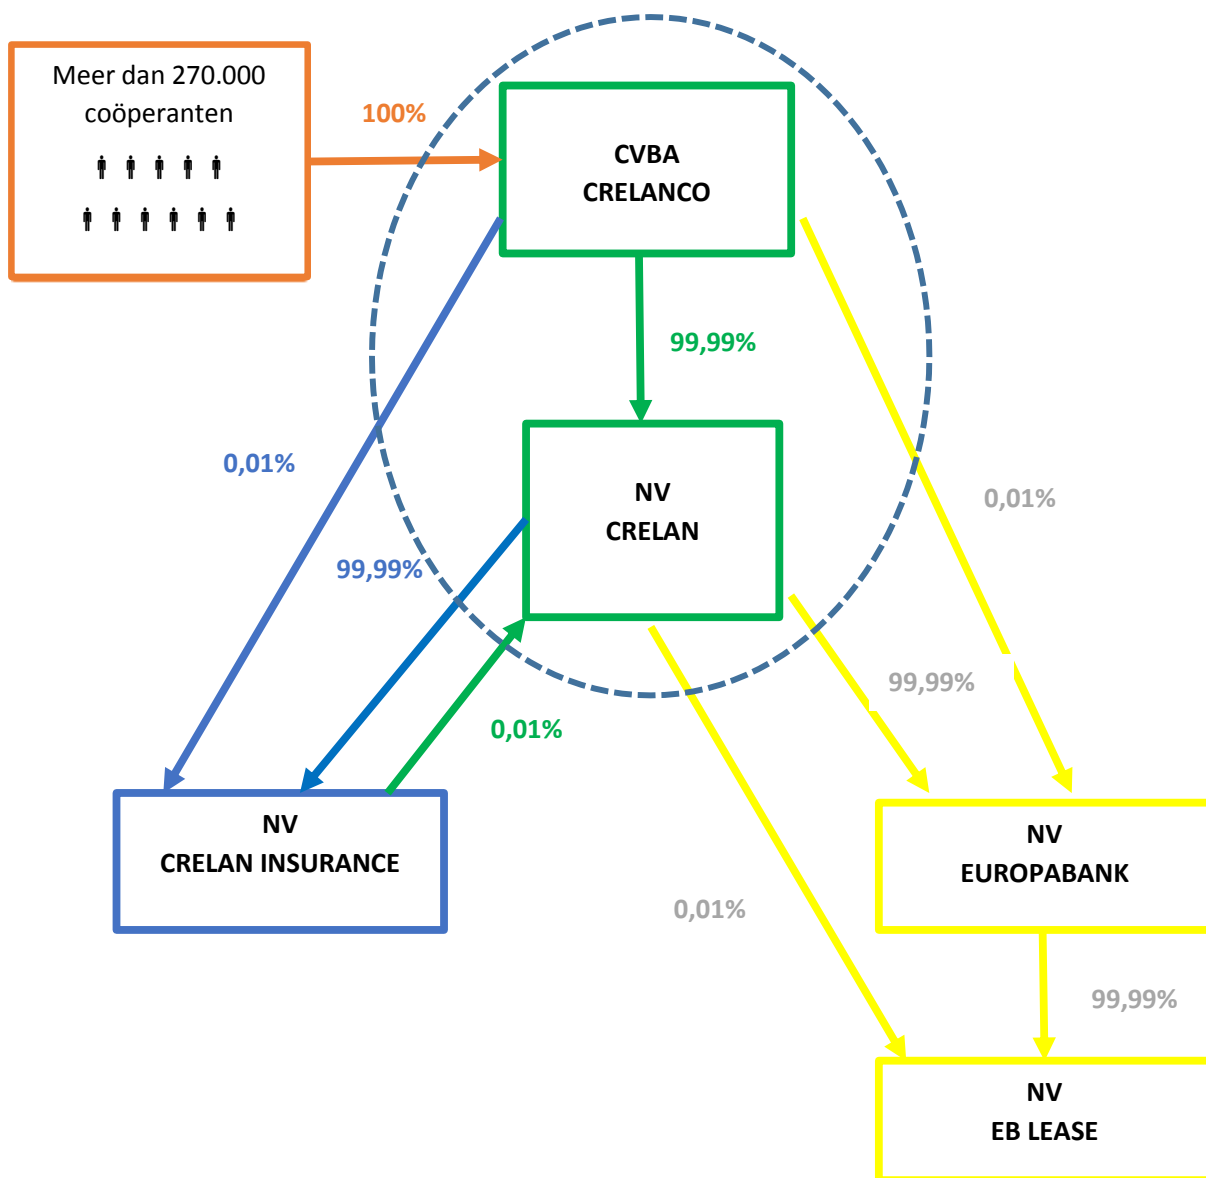 Meer dan 270.000
coöperanten
100%
CVBA
CRELANCO
99,99%
0,01%
NV
CRELAN
0,01%
99,99%
99,99%
0,01%
NV
CRELAN INSURANCE
NV
EUROPABANK
0,01%
99,99%
NV
EB LEASE